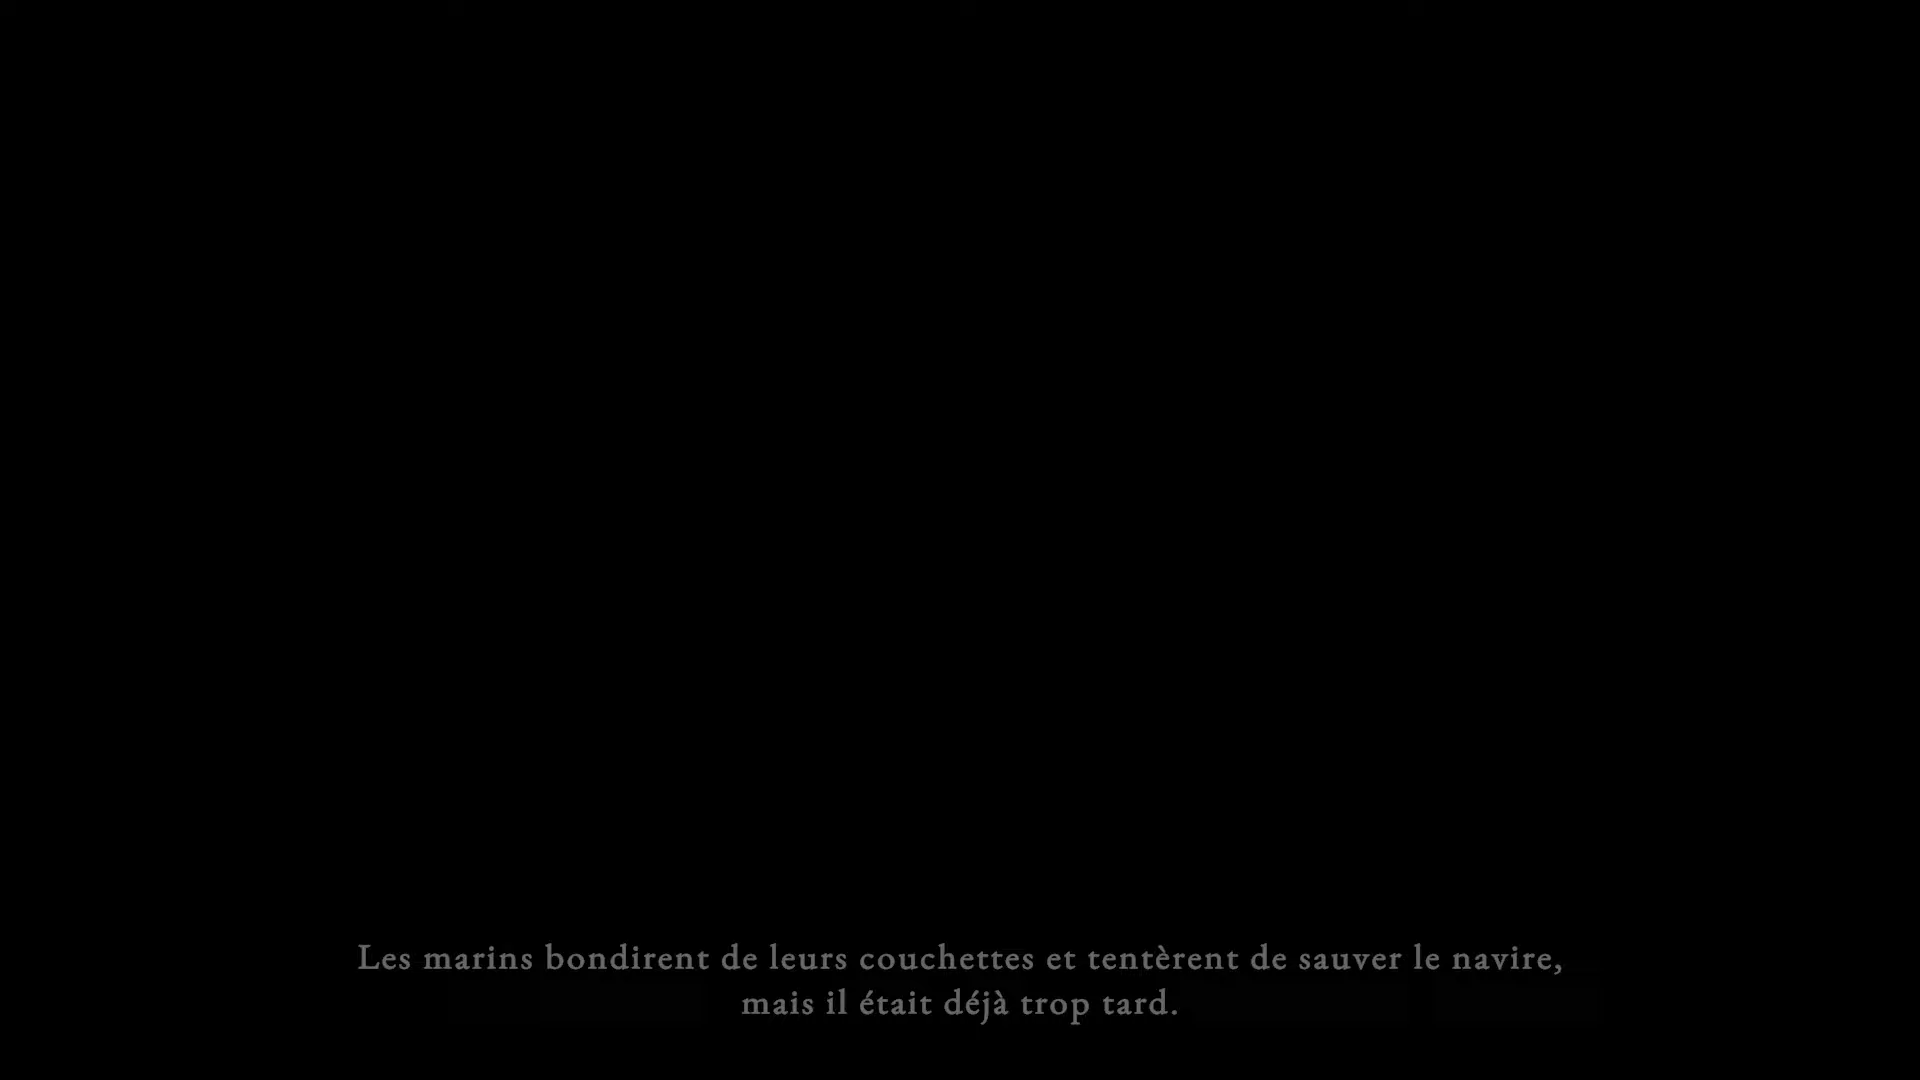 Les marins bondirent de leurs couchettes et tentèrent de sauver le navire,
mais il était déjà trop tard.